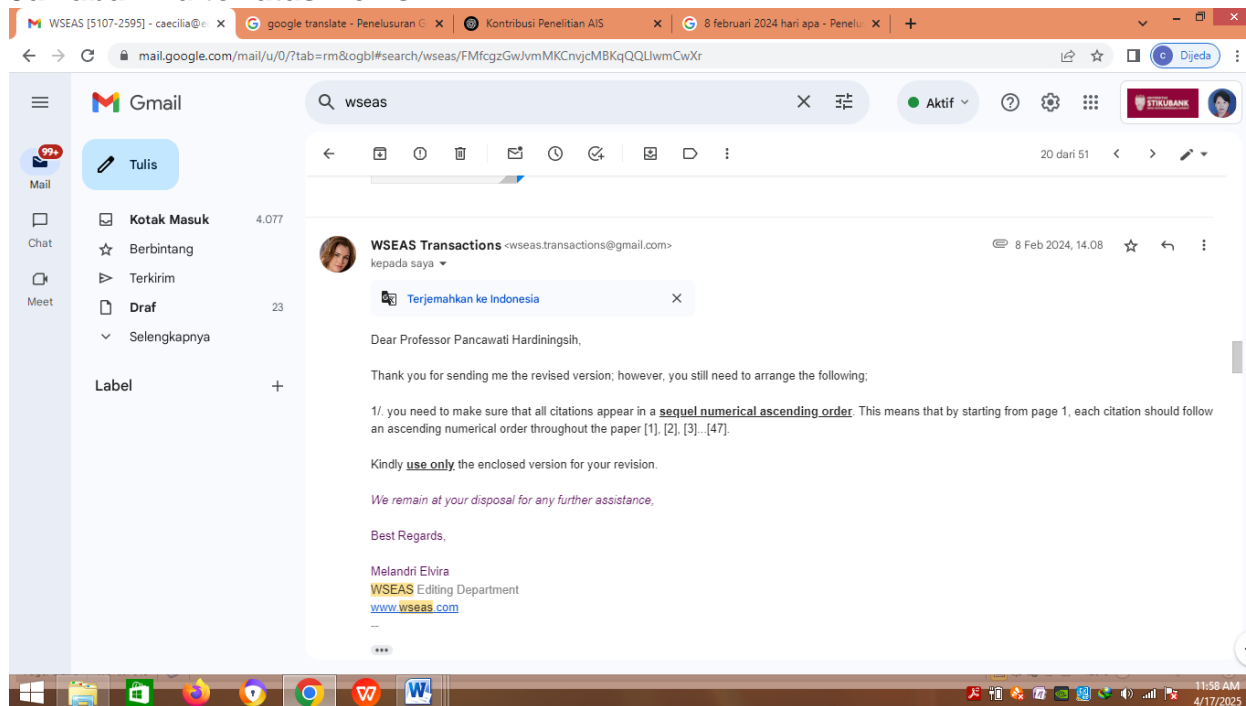 WSEAS [5107-2595] - caecilia@e
google translate - Penelusuran G
Kontribusi Penelitian AIS
8 februari 2024 hari apa - Penelu
mail.google.com/mail/u/0/?tab=rm&ogbl#search/wseas/FMfcgzGwJvmMKCnvjcMBKqQQLlwmCwXr
C Dijeda
Gmail
wseas
Aktif
STIKUBANK
99+
Mail
Chat
Meet
Tulis
20 dari 51
Kotak Masuk 4.077
Berbintang
Terkirim
Draf 23
Selengkapnya
Label
WSEAS Transactions <wseas.transactions@gmail.com>
8 Feb 2024, 14.08
kepada saya
Terjemahkan ke Indonesia
Dear Professor Pancawati Hardiningsih,
Thank you for sending me the revised version; however, you still need to arrange the following;
1/. you need to make sure that all citations appear in a sequel numerical ascending order. This means that by starting from page 1, each citation should follow
an ascending numerical order throughout the paper [1], [2], [3]...[47].
Kindly use only the enclosed version for your revision.
We remain at your disposal for any further assistance,
Best Regards,
Melandri Elvira
WSEAS Editing Department
www.wseas.com
--
11:58 AM
4/17/2025